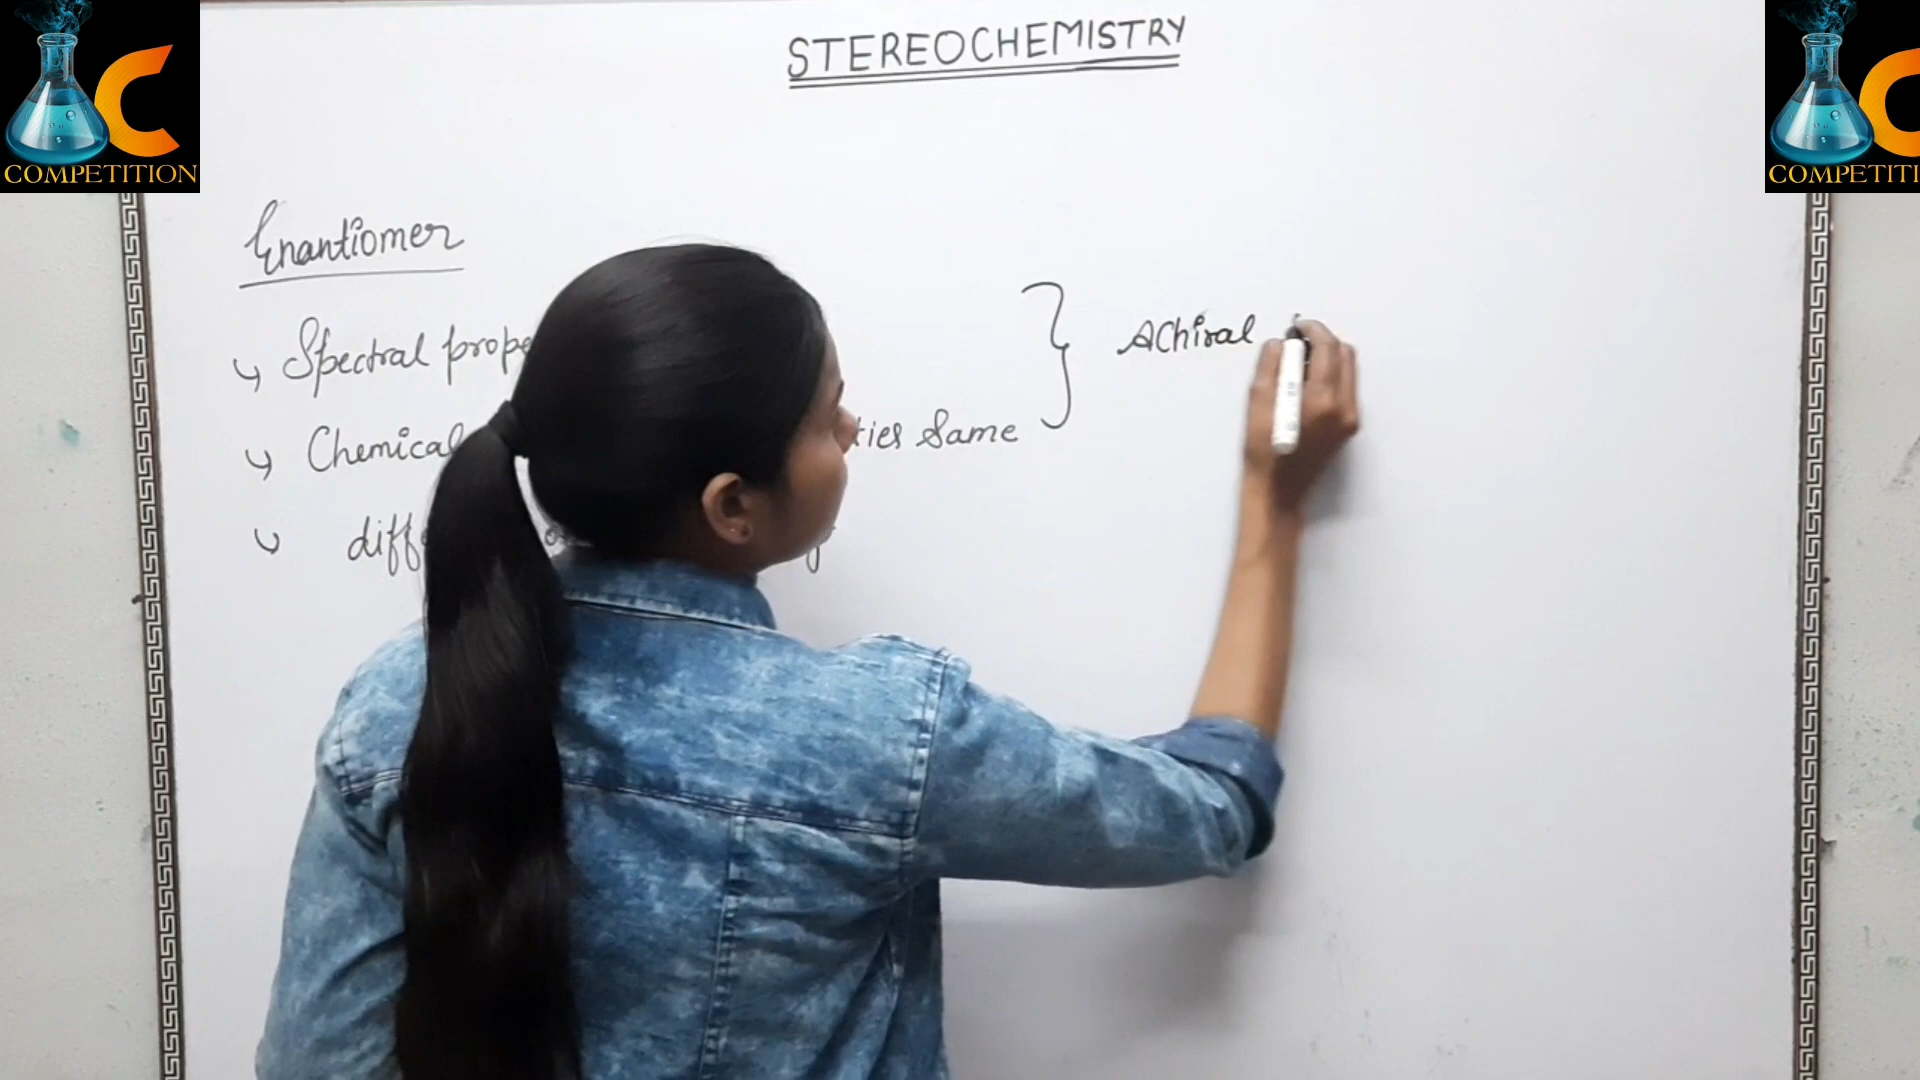 STEREOCHEMISTRY
C
COMPETITION
C
COMPETITI
Enantiomer
Spectral prope
Chemical ties Same
diff
Achiral